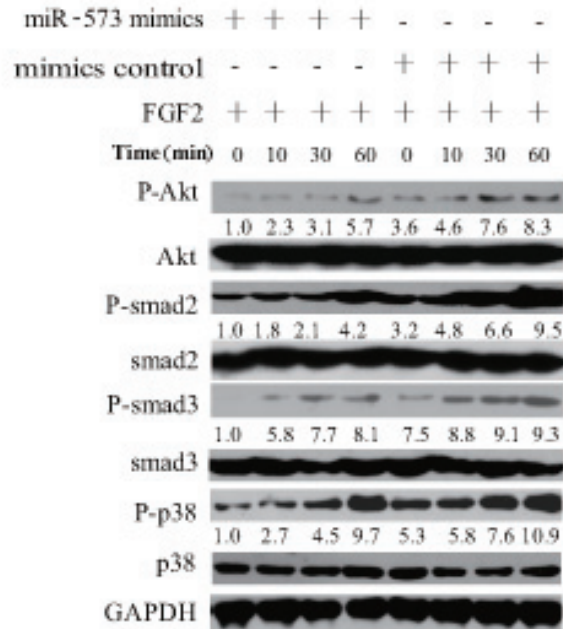 miR-573 mimics + + + + - - - -
mimics control - - - - + + + +
FGF2 + + + + + + + +
Time(min) 0 10 30 60 0 10 30 60
P-Akt
1.0 2.3 3.1 5.7 3.6 4.6 7.6 8.3
Akt
P-smad2
1.0 1.8 2.1 4.2 3.2 4.8 6.6 9.5
smad2
P-smad3
1.0 5.8 7.7 8.1 7.5 8.8 9.1 9.3
smad3
P-p38
1.0 2.7 4.5 9.7 5.3 5.8 7.6 10.9
p38
GAPDH